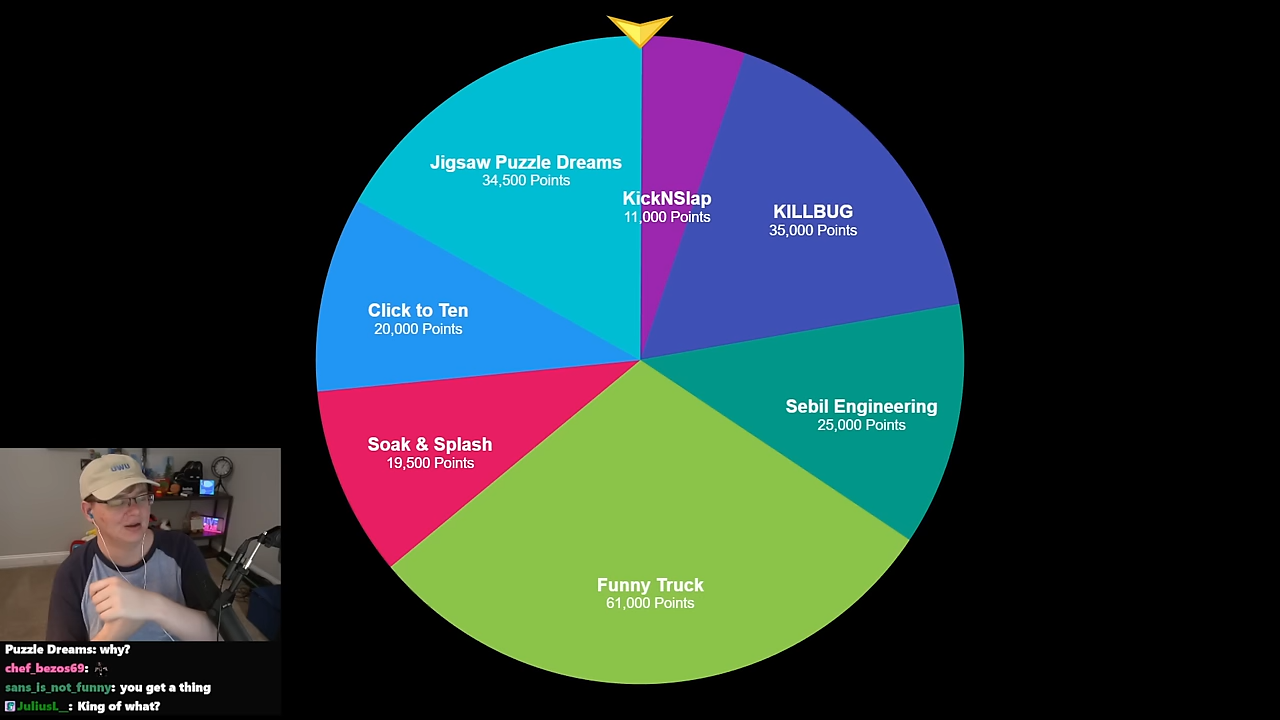 Jigsaw Puzzle Dreams
34,500 Points
KickNSlap
11,000 Points
KILLBUG
35,000 Points
Click to Ten
20,000 Points
Sebil Engineering
25,000 Points
Soak & Splash
19,500 Points
Funny Truck
61,000 Points
UWU
Puzzle Dreams: why?
chef_bezos69:
sans_is_not_funny: you get a thing
JuliusL_: King of what?